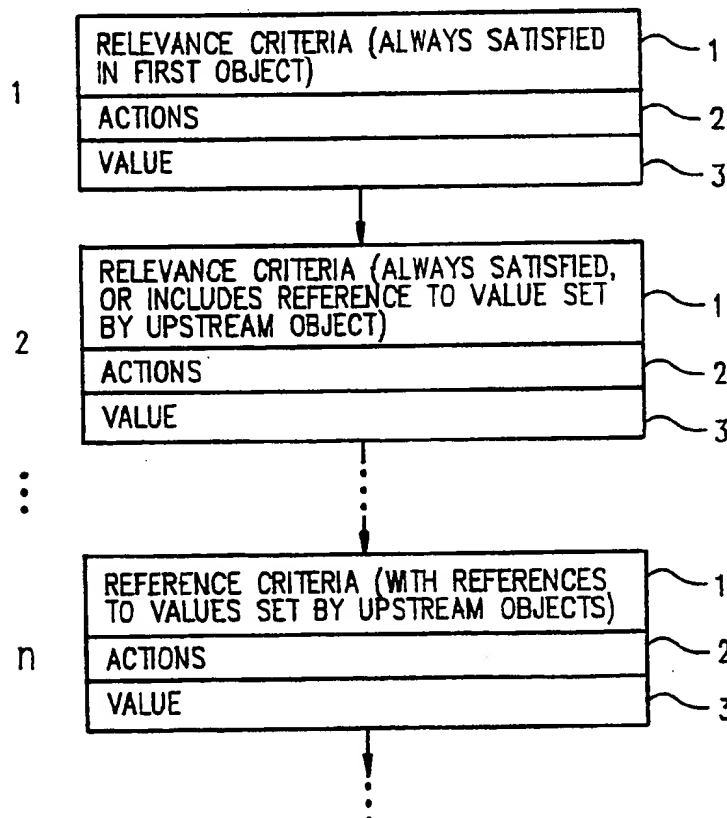 1
RELEVANCE CRITERIA (ALWAYS SATISFIED
IN FIRST OBJECT)
1
ACTIONS
2
VALUE
3
2
RELEVANCE CRITERIA (ALWAYS SATISFIED,
OR INCLUDES REFERENCE TO VALUE SET
BY UPSTREAM OBJECT)
1
ACTIONS
2
VALUE
3
n
REFERENCE CRITERIA (WITH REFERENCES
TO VALUES SET BY UPSTREAM OBJECTS)
1
ACTIONS
2
VALUE
3